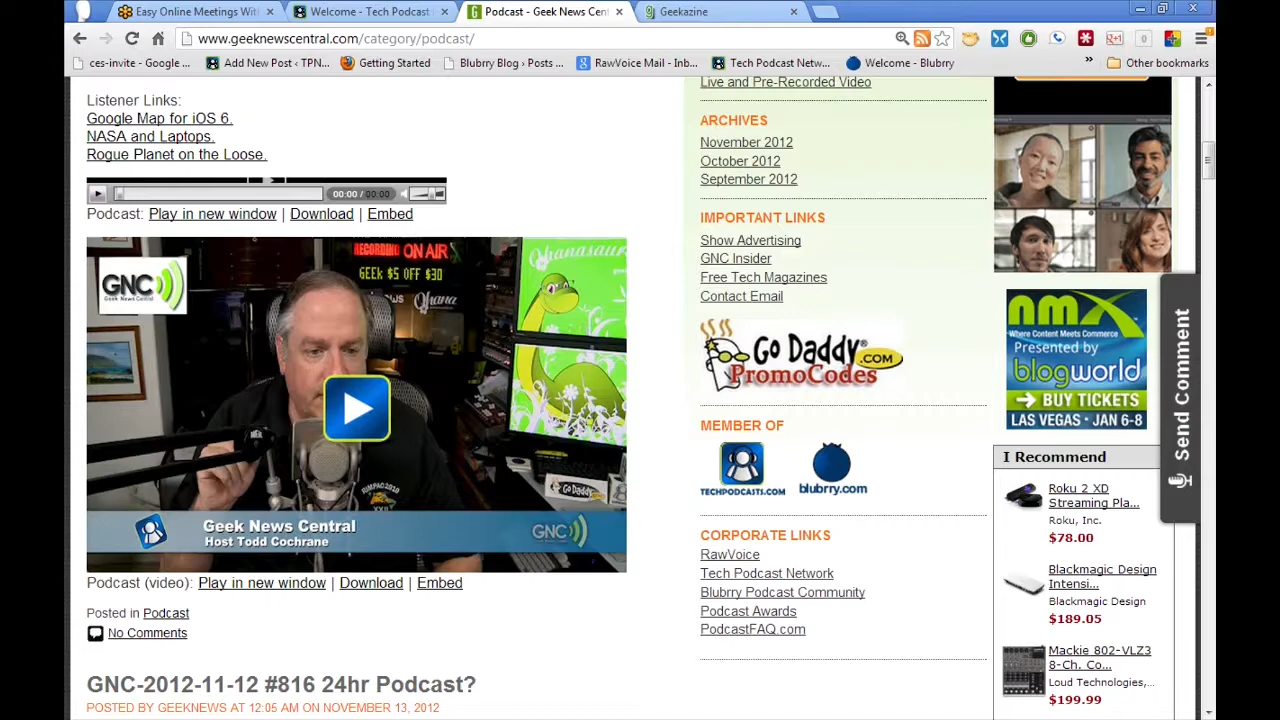 Easy Online Meetings Wit
Welcome - Tech Podcast
Podcast - Geek News Cen
Geekazine
www.geeknewscentral.com/category/podcast/
ces-invite - Google ...
Add New Post ‹ TPN...
Getting Started
Blubrry Blog › Posts ...
RawVoice Mail - Inb...
Tech Podcast Netw...
Welcome - Blubrry
»
Other bookmarks
Listener Links:
Google Map for iOS 6.
NASA and Laptops.
Rogue Planet on the Loose.
00:00 / 00:00
Podcast: Play in new window | Download | Embed
GNC
Geek News Central
RECORDING ON AIR
GEEK $5 OFF $30
Ohana
Ohanasaur
RIMPAC2010
Go Daddy
Geek News Central
Host Todd Cochrane
GNC
Podcast (video): Play in new window | Download | Embed
Posted in Podcast
No Comments
GNC-2012-11-12 #816 24hr Podcast?
POSTED BY GEEKNEWS AT 12:05 AM ON NOVEMBER 13, 2012
Live and Pre-Recorded Video
ARCHIVES
November 2012
October 2012
September 2012
IMPORTANT LINKS
Show Advertising
GNC Insider
Free Tech Magazines
Contact Email
Go Daddy®.COM
PromoCodes
MEMBER OF
TECHPODCASTS.COM
blubrry.com
CORPORATE LINKS
RawVoice
Tech Podcast Network
Blubrry Podcast Community
Podcast Awards
PodcastFAQ.com
nmx
Where Content Meets Commerce
Presented by
blogworld
BUY TICKETS
LAS VEGAS • JAN 6-8
Send Comment
I Recommend
Roku 2 XD
Streaming Pla...
Roku, Inc.
$78.00
Blackmagic Design
Intensi...
Blackmagic Design
$189.05
Mackie 802-VLZ3
8-Ch. Co...
Loud Technologies,...
$199.99